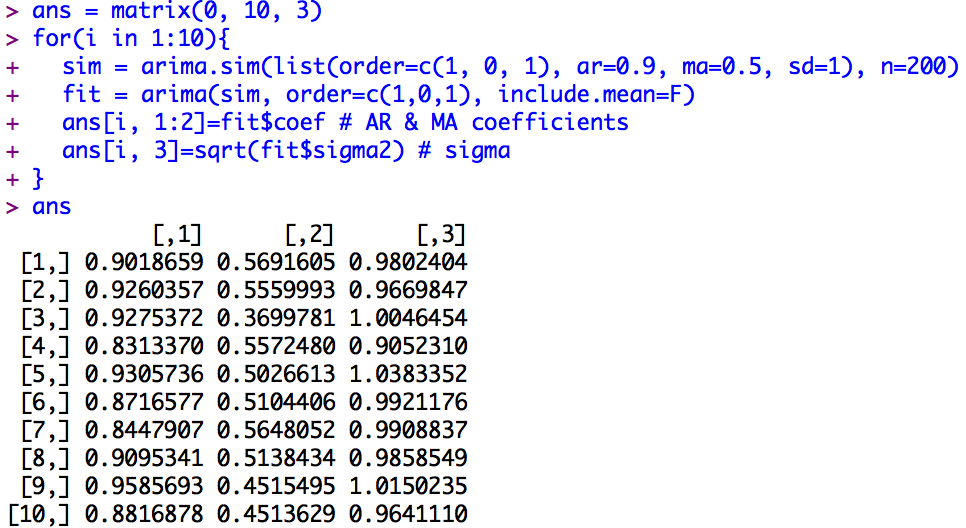 > ans = matrix(0, 10, 3)
> for(i in 1:10){
+   sim = arima.sim(list(order=c(1, 0, 1), ar=0.9, ma=0.5, sd=1), n=200)
+   fit = arima(sim, order=c(1,0,1), include.mean=F)
+   ans[i, 1:2]=fit$coef # AR & MA coefficients
+   ans[i, 3]=sqrt(fit$sigma2) # sigma
+ }
> ans
           [,1]      [,2]      [,3]
 [1,] 0.9018659 0.5691605 0.9802404
 [2,] 0.9260357 0.5559993 0.9669847
 [3,] 0.9275372 0.3699781 1.0046454
 [4,] 0.8313370 0.5572480 0.9052310
 [5,] 0.9305736 0.5026613 1.0383352
 [6,] 0.8716577 0.5104406 0.9921176
 [7,] 0.8447907 0.5648052 0.9908837
 [8,] 0.9095341 0.5138434 0.9858549
 [9,] 0.9585693 0.4515495 1.0150235
[10,] 0.8816878 0.4513629 0.9641110